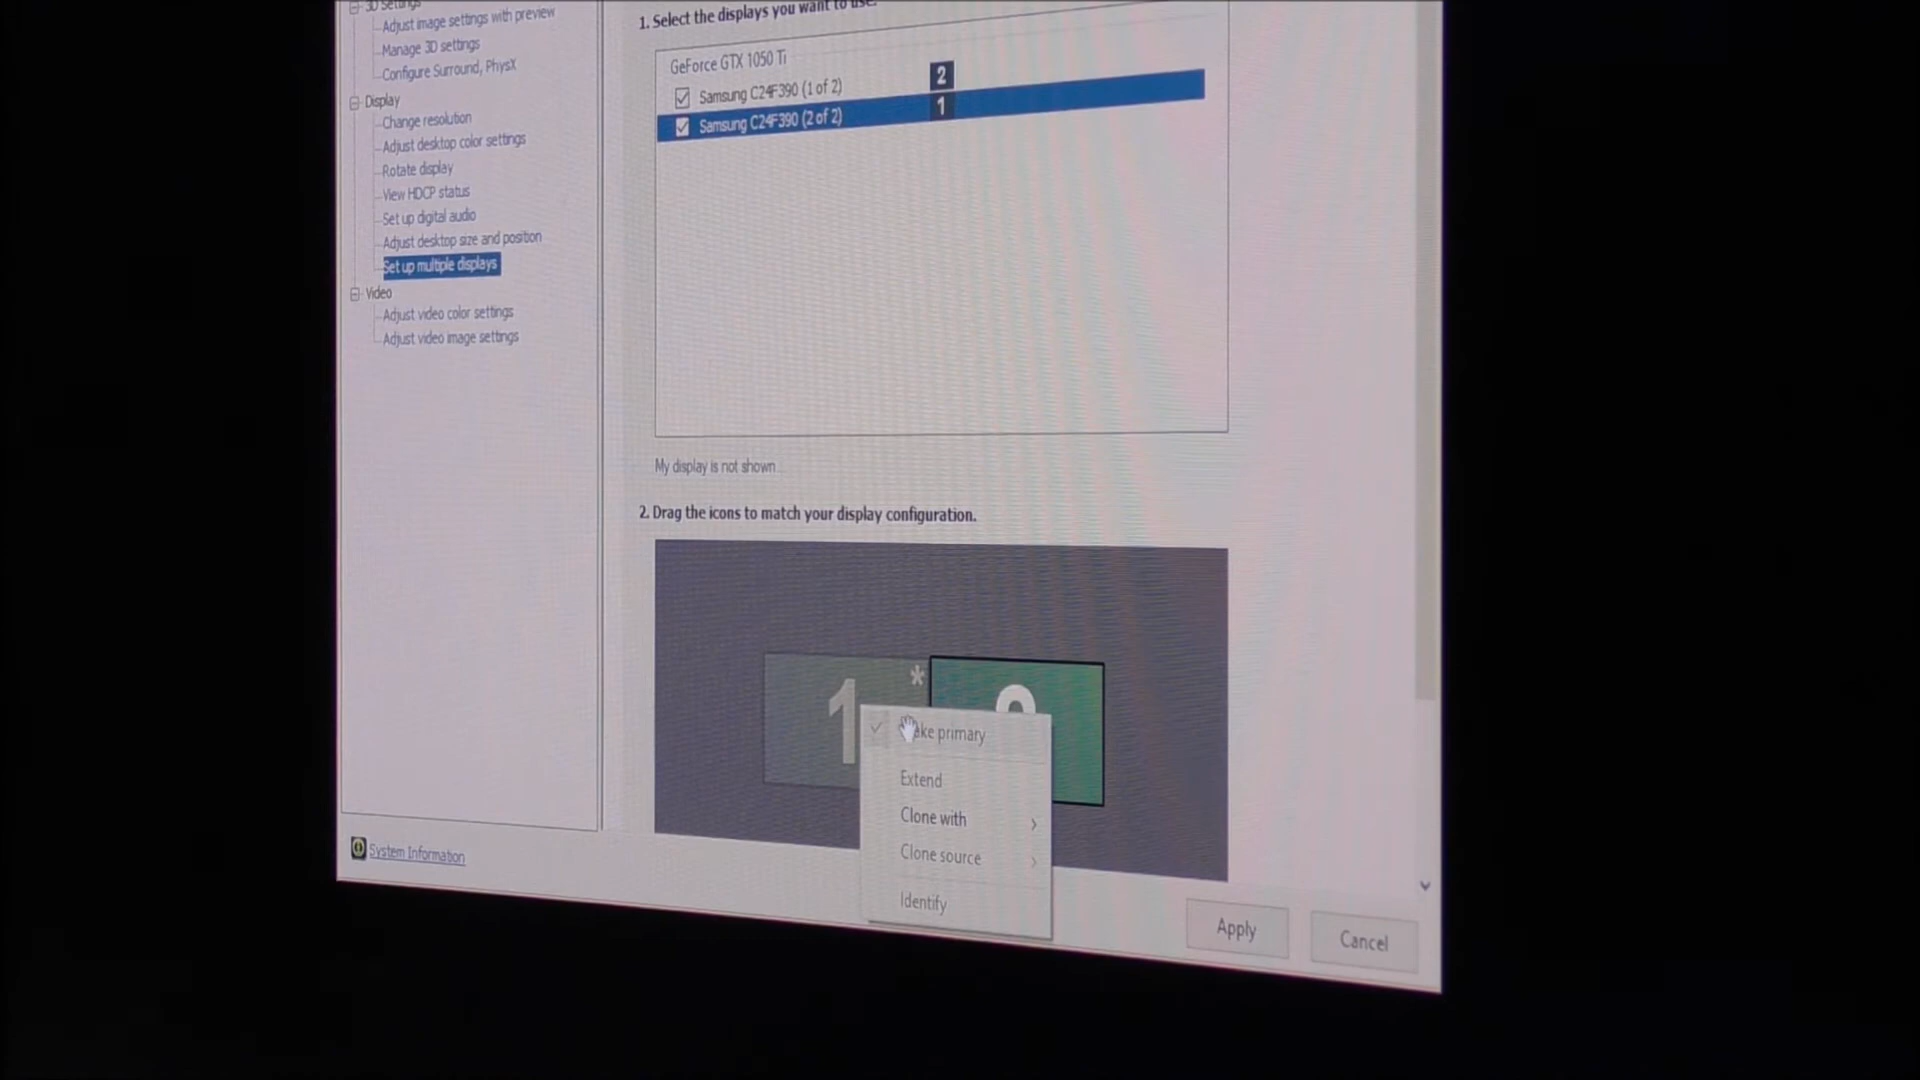 3D Settings
Adjust image settings with preview
Manage 3D settings
Configure Surround, PhysX
Display
Change resolution
Adjust desktop color settings
Rotate display
View HDCP status
Set up digital audio
Adjust desktop size and position
Set up multiple displays
Video
Adjust video color settings
Adjust video image settings
System Information
1. Select the displays you want to use.
GeForce GTX 1050 Ti
Samsung C24F390 (1 of 2) 2
Samsung C24F390 (2 of 2) 1
My display is not shown
2. Drag the icons to match your display configuration.
1 *
primary
Extend
Clone with
Clone source
Identify
Apply
Cancel